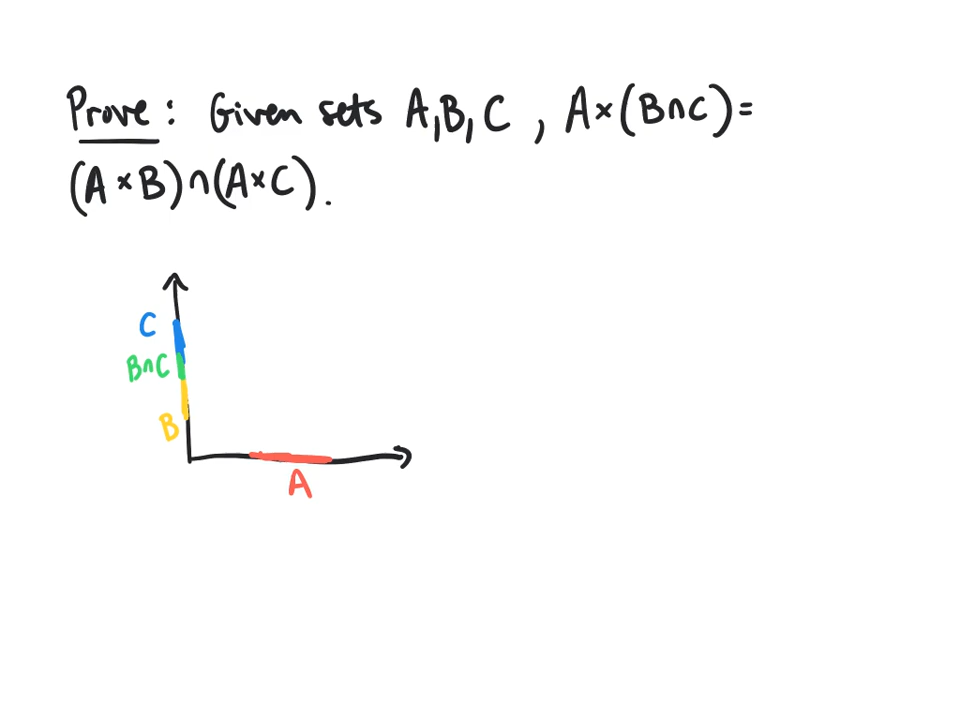 Prove: Given sets A, B, C, A×(B∩C)=
(A×B)∩(A×C).
C
B∩C
B
A